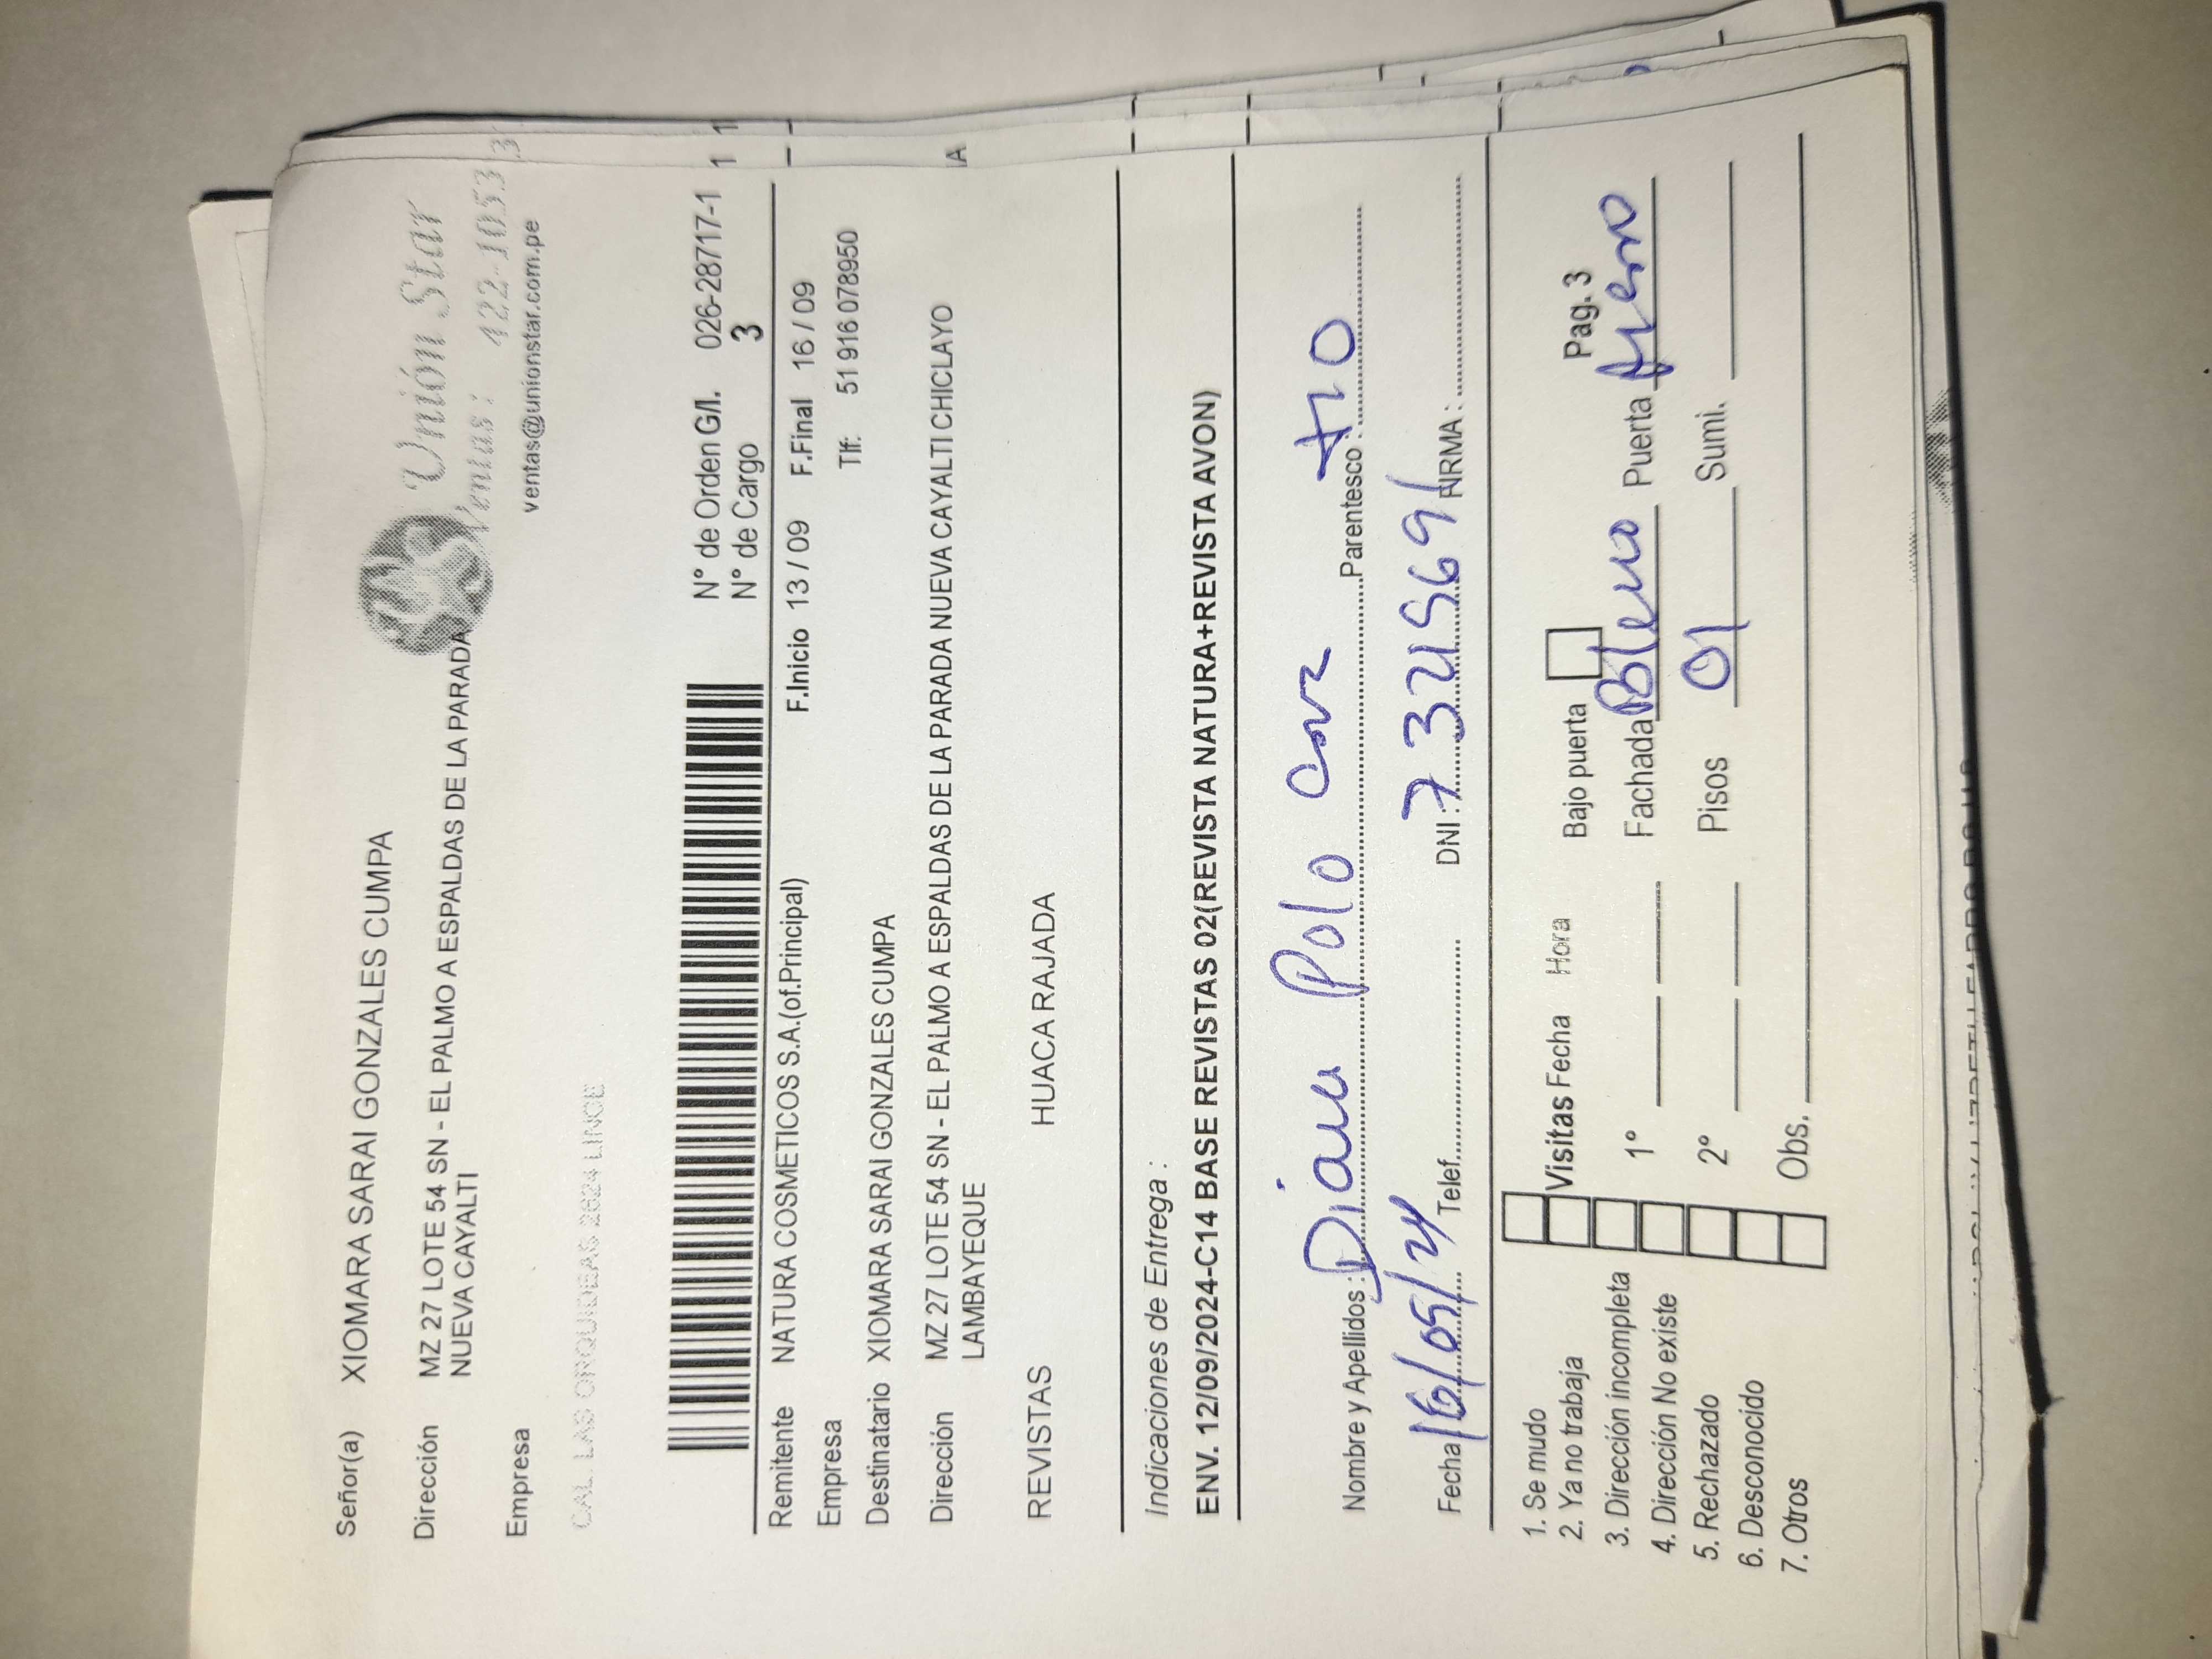 Señor(a) XIOMARA SARAI GONZALES CUMPA
Unión Star
Dirección MZ 27 LOTE 54 SN - EL PALMO A ESPALDAS DE LA PARADA
NUEVA CAYALTI
Ventas: 422-1053
Empresa
ventas@unionstar.com.pe
CAL. LAS ORQUIDEAS 2624 LINCE
N° de Orden G/I. 026-28717-1
N° de Cargo 3
Remitente NATURA COSMETICOS S.A.(of.Principal) F.Inicio 13 / 09 F.Final 16 / 09
Empresa Tlf: 51 916 078950
Destinatario XIOMARA SARAI GONZALES CUMPA
Dirección MZ 27 LOTE 54 SN - EL PALMO A ESPALDAS DE LA PARADA NUEVA CAYALTI CHICLAYO
LAMBAYEQUE
REVISTAS HUACA RAJADA
Indicaciones de Entrega :
ENV. 12/09/2024-C14 BASE REVISTAS 02(REVISTA NATURA+REVISTA AVON)
Nombre y Apellidos : Diana Polo Parentesco :
Fecha 16/09/24 Telef. DNI : FIRMA :
1. Se mudo
2. Ya no trabaja Visitas Fecha Hora Bajo puerta Pag. 3
3. Dirección incompleta 1° Fachada Puerta
4. Dirección No existe
5. Rechazado 2° Pisos 01 Sumi.
6. Desconocido
7. Otros Obs.